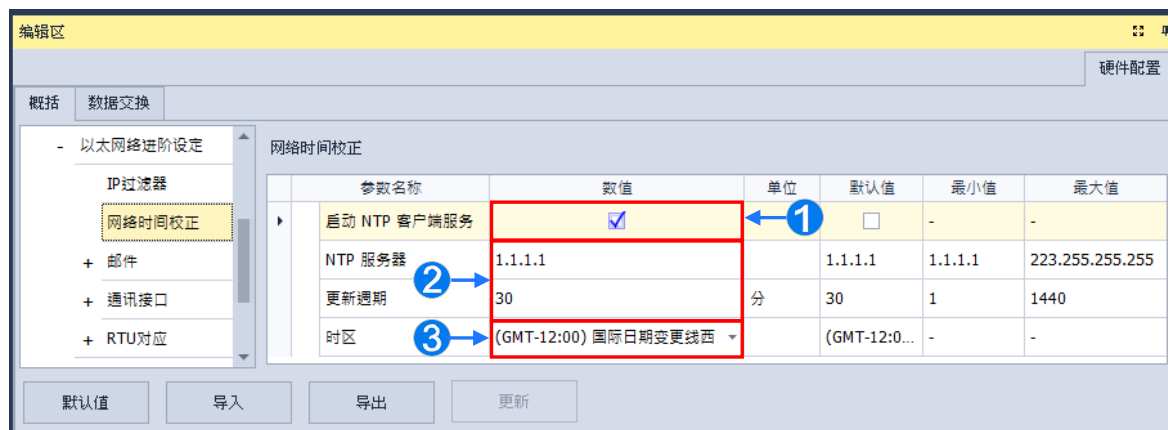 编辑区
硬件配置
概括 数据交换
- 以太网络进阶设定
IP过滤器
网络时间校正
+ 邮件
+ 通讯接口
+ RTU对应
网络时间校正
参数名称 数值 单位 默认值 最小值 最大值
启动 NTP 客户端服务 - -
1
NTP 服务器 1.1.1.1 1.1.1.1 1.1.1.1 223.255.255.255
2
更新週期 30 分 30 1 1440
时区 3 (GMT-12:00) 国际日期变更线西 (GMT-12:0... - -
默认值 导入 导出 更新